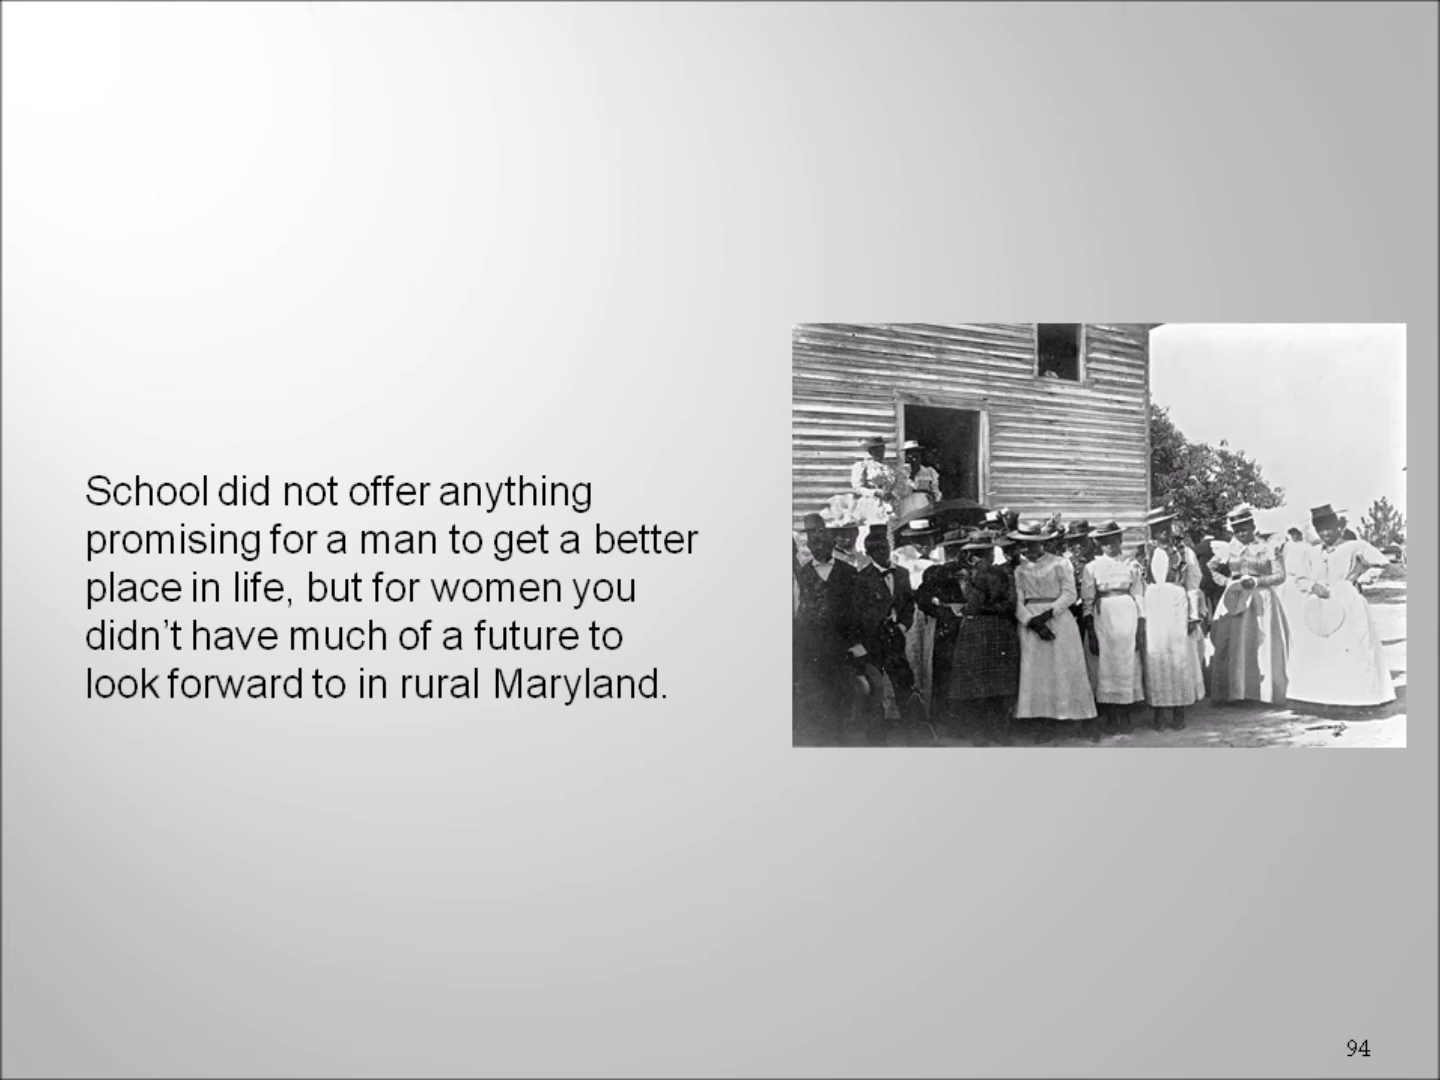 School did not offer anything
promising for a man to get a better
place in life, but for women you
didn’t have much of a future to
look forward to in rural Maryland.
94